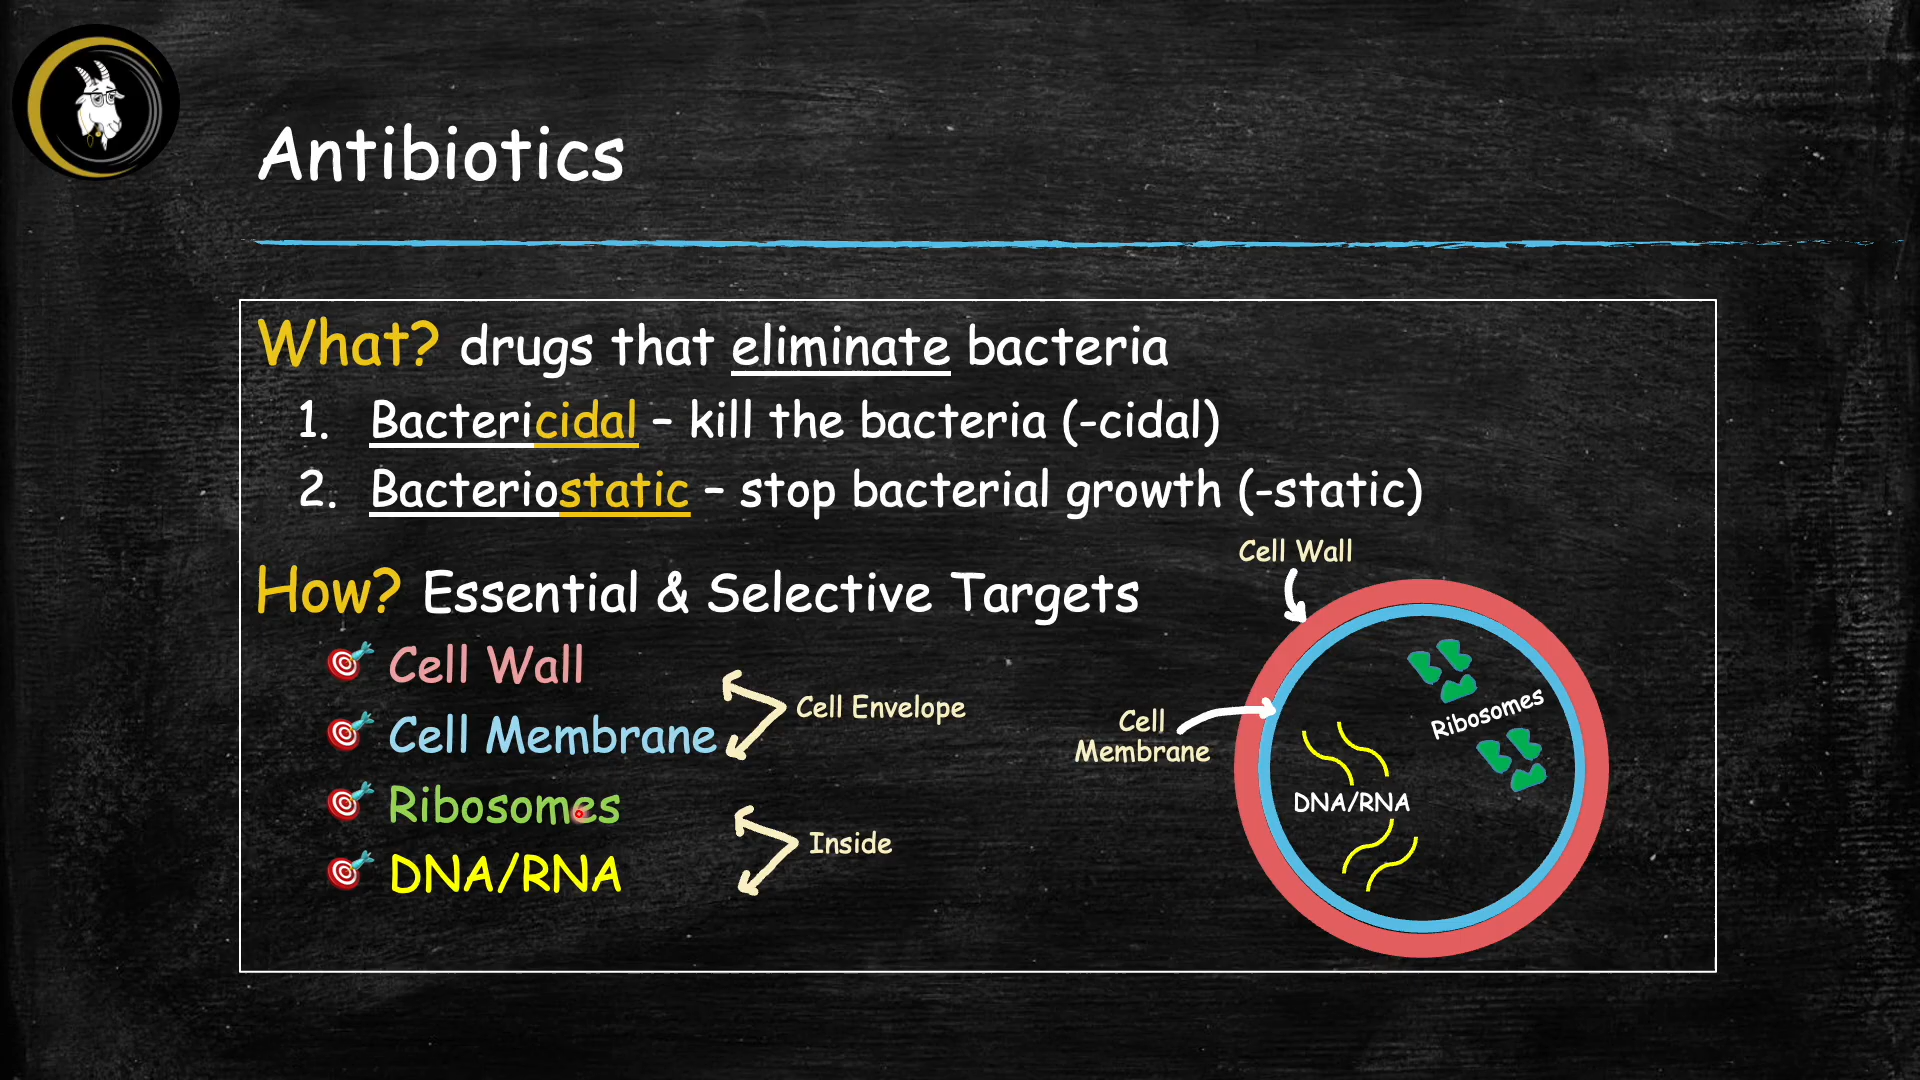 Antibiotics
What? drugs that eliminate bacteria
1. Bactericidal – kill the bacteria (-cidal)
2. Bacteriostatic – stop bacterial growth (-static)
How? Essential & Selective Targets
Cell Wall
Cell Membrane
Cell Envelope
Ribosomes
DNA/RNA
Inside
Cell Wall
Cell
Membrane
Ribosomes
DNA/RNA